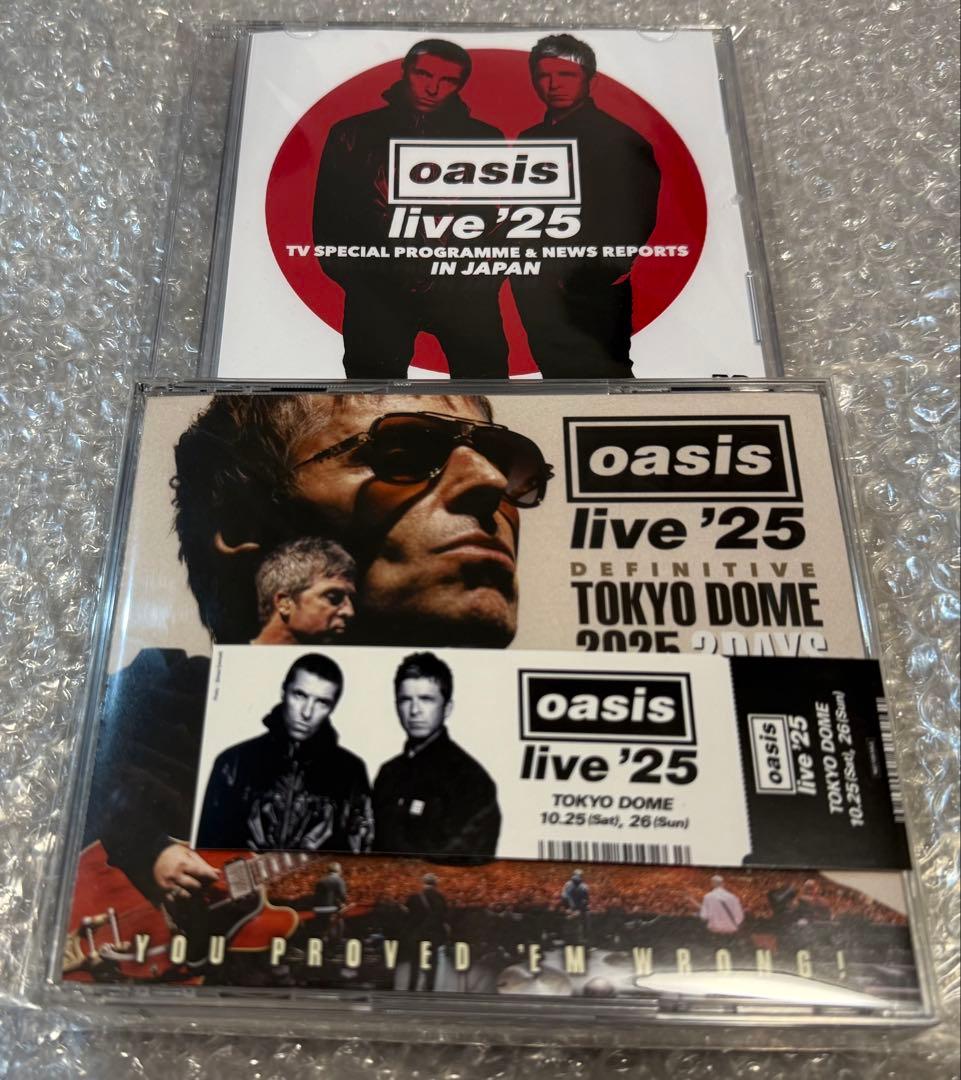 oasis
live '25
TV SPECIAL PROGRAMME & NEWS REPORTS
IN JAPAN
oasis
live '25
DEFINITIVE
TOKYO DOME
2025 2DAYS
oasis
live '25
TOKYO DOME
10.25 (Sat), 26 (Sun)
oasis
live '25
TOKYO DOME
10.25 (Sat), 26 (Sun)
YOU PROVED 'EM WRONG!